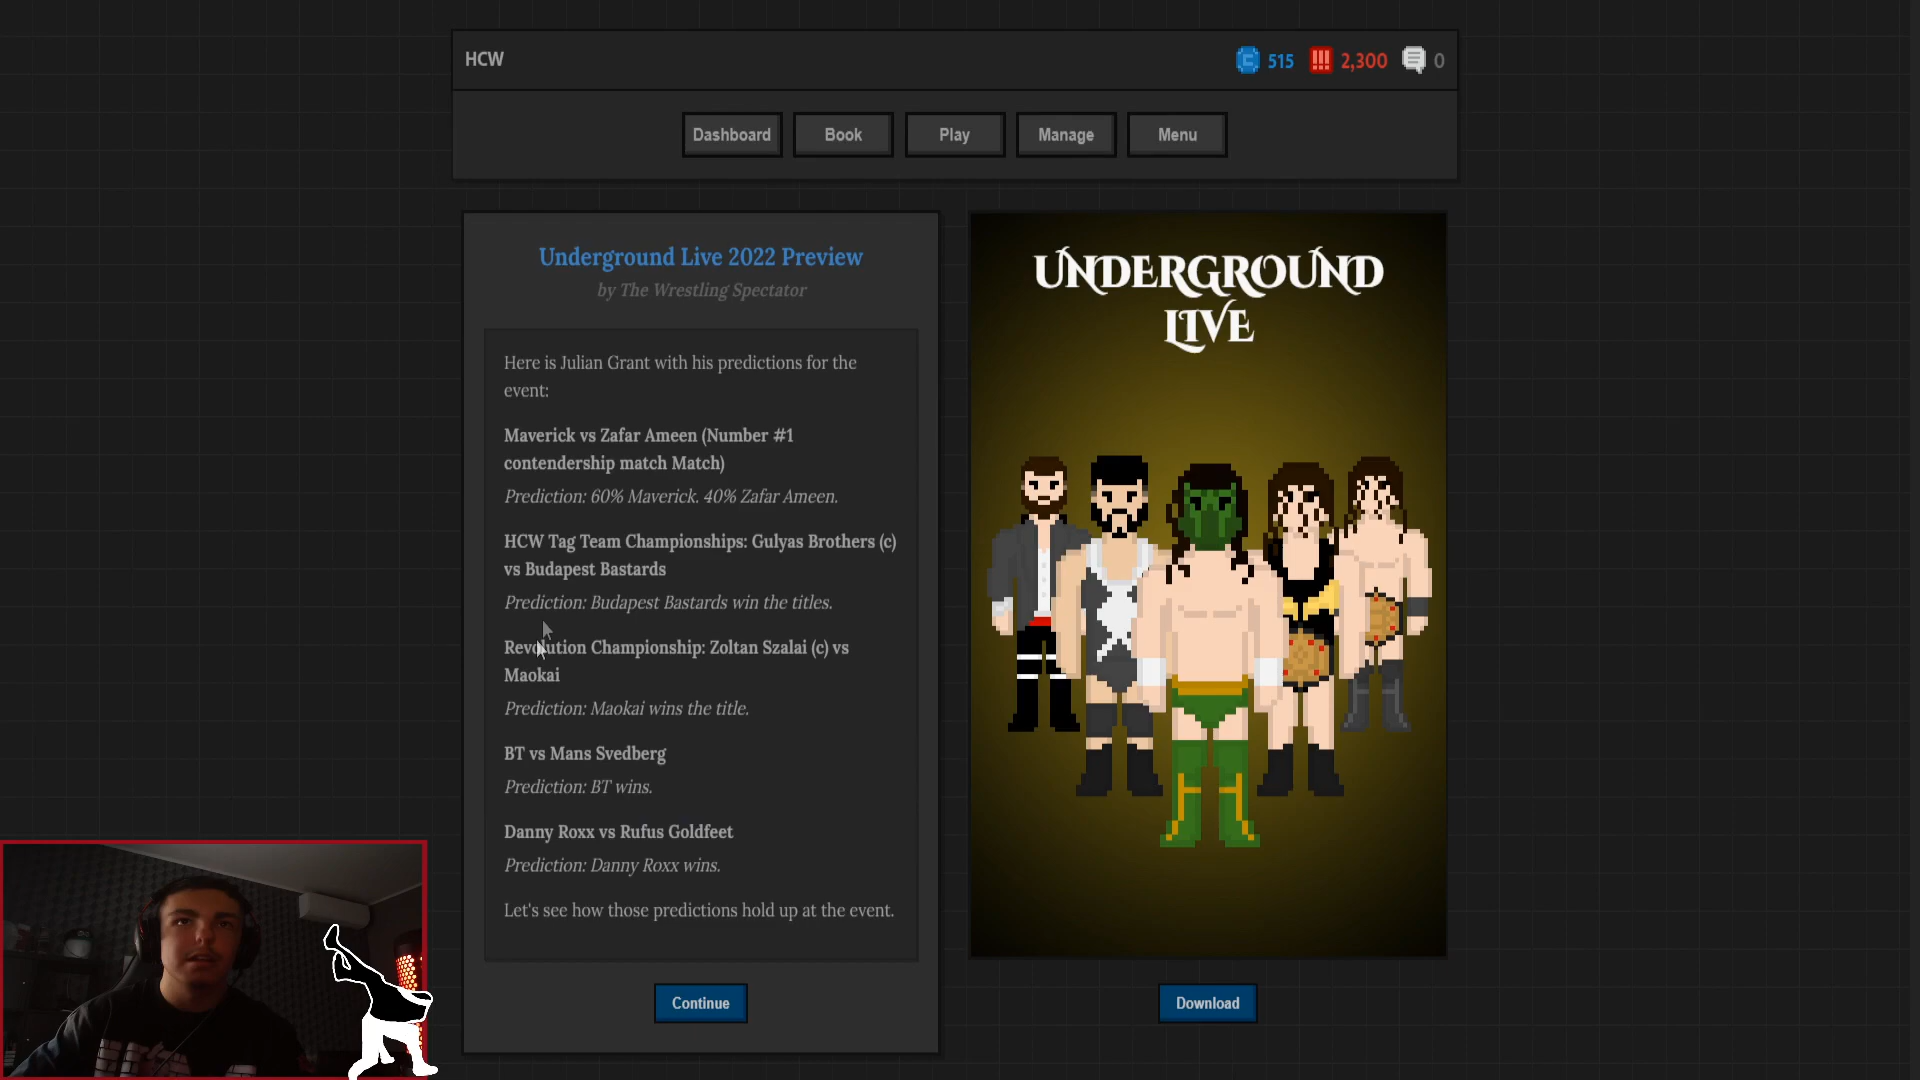 HCW
515
2,300
0
Dashboard
Book
Play
Manage
Menu
Underground Live 2022 Preview
by The Wrestling Spectator
Here is Julian Grant with his predictions for the
event:
Maverick vs Zafar Ameen (Number #1
contendership match Match)
Prediction: 60% Maverick. 40% Zafar Ameen.
HCW Tag Team Championships: Gulyas Brothers (c)
vs Budapest Bastards
Prediction: Budapest Bastards win the titles.
Revolution Championship: Zoltan Szalai (c) vs
Maokai
Prediction: Maokai wins the title.
BT vs Mans Svedberg
Prediction: BT wins.
Danny Roxx vs Rufus Goldfeet
Prediction: Danny Roxx wins.
Let's see how those predictions hold up at the event.
Continue
UNDERGROUND
LIVE
Download